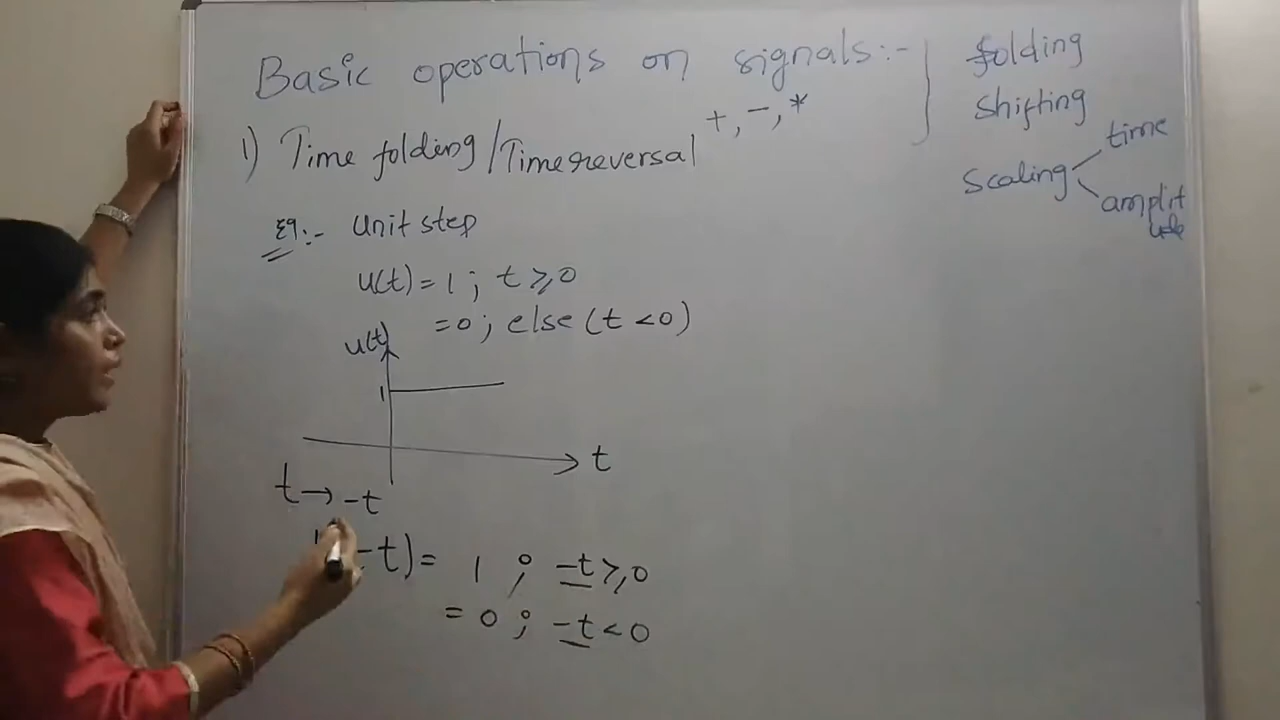 Basic operations on signals:-
folding
shifting
scaling
time
amplitude
+, -, *
1) Time folding/Time reversal
Eg:- Unit step
u(t) = 1 ; t ≥ 0
= 0 ; else (t < 0)
u(t)
1
t
t → -t
-t) = 1 ; -t ≥ 0
= 0 ; -t < 0